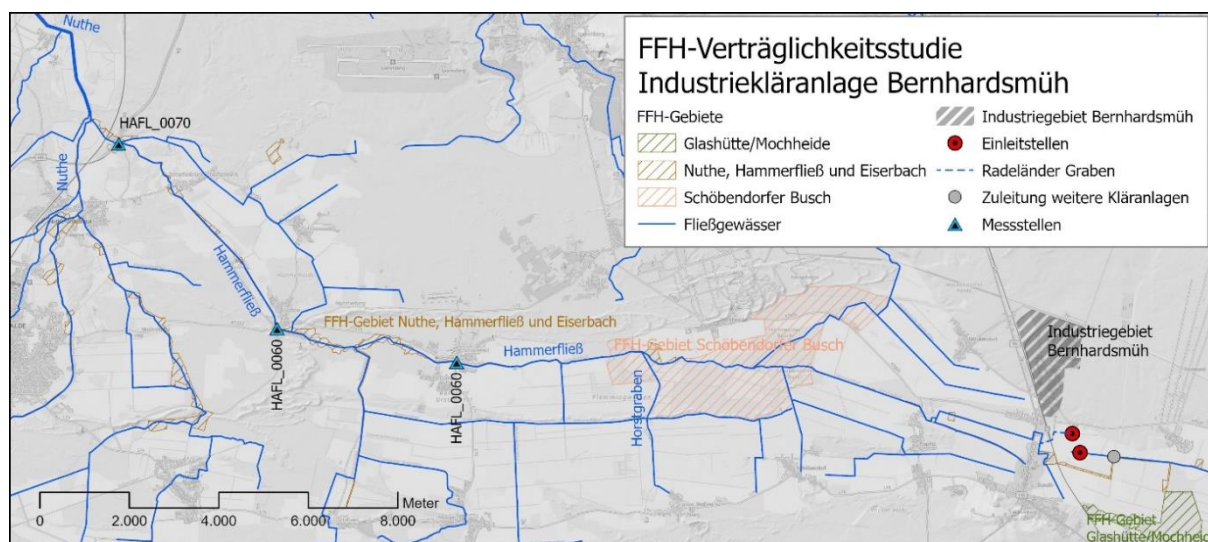 Nuthe
HAFL_0070
Nuthe
Hammerfließ
HAFL_0060
FFH-Gebiet Nuthe, Hammerfließ und Eiserbach
Hammerfließ
HAFL_0060
FFH-Gebiet Schöbendorfer Busch
Horstgraben
Industriegebiet
Bernhardsmüh
FFH-Gebiet
Glashütte/Mochheide
FFH-Verträglichkeitsstudie
Industriekläranlage Bernhardsmüh
FFH-Gebiete
Glashütte/Mochheide
Nuthe, Hammerfließ und Eiserbach
Schöbendorfer Busch
Fließgewässer
Industriegebiet Bernhardsmüh
Einleitstellen
Radeländer Graben
Zuleitung weitere Kläranlagen
Messstellen
Meter
0 2.000 4.000 6.000 8.000